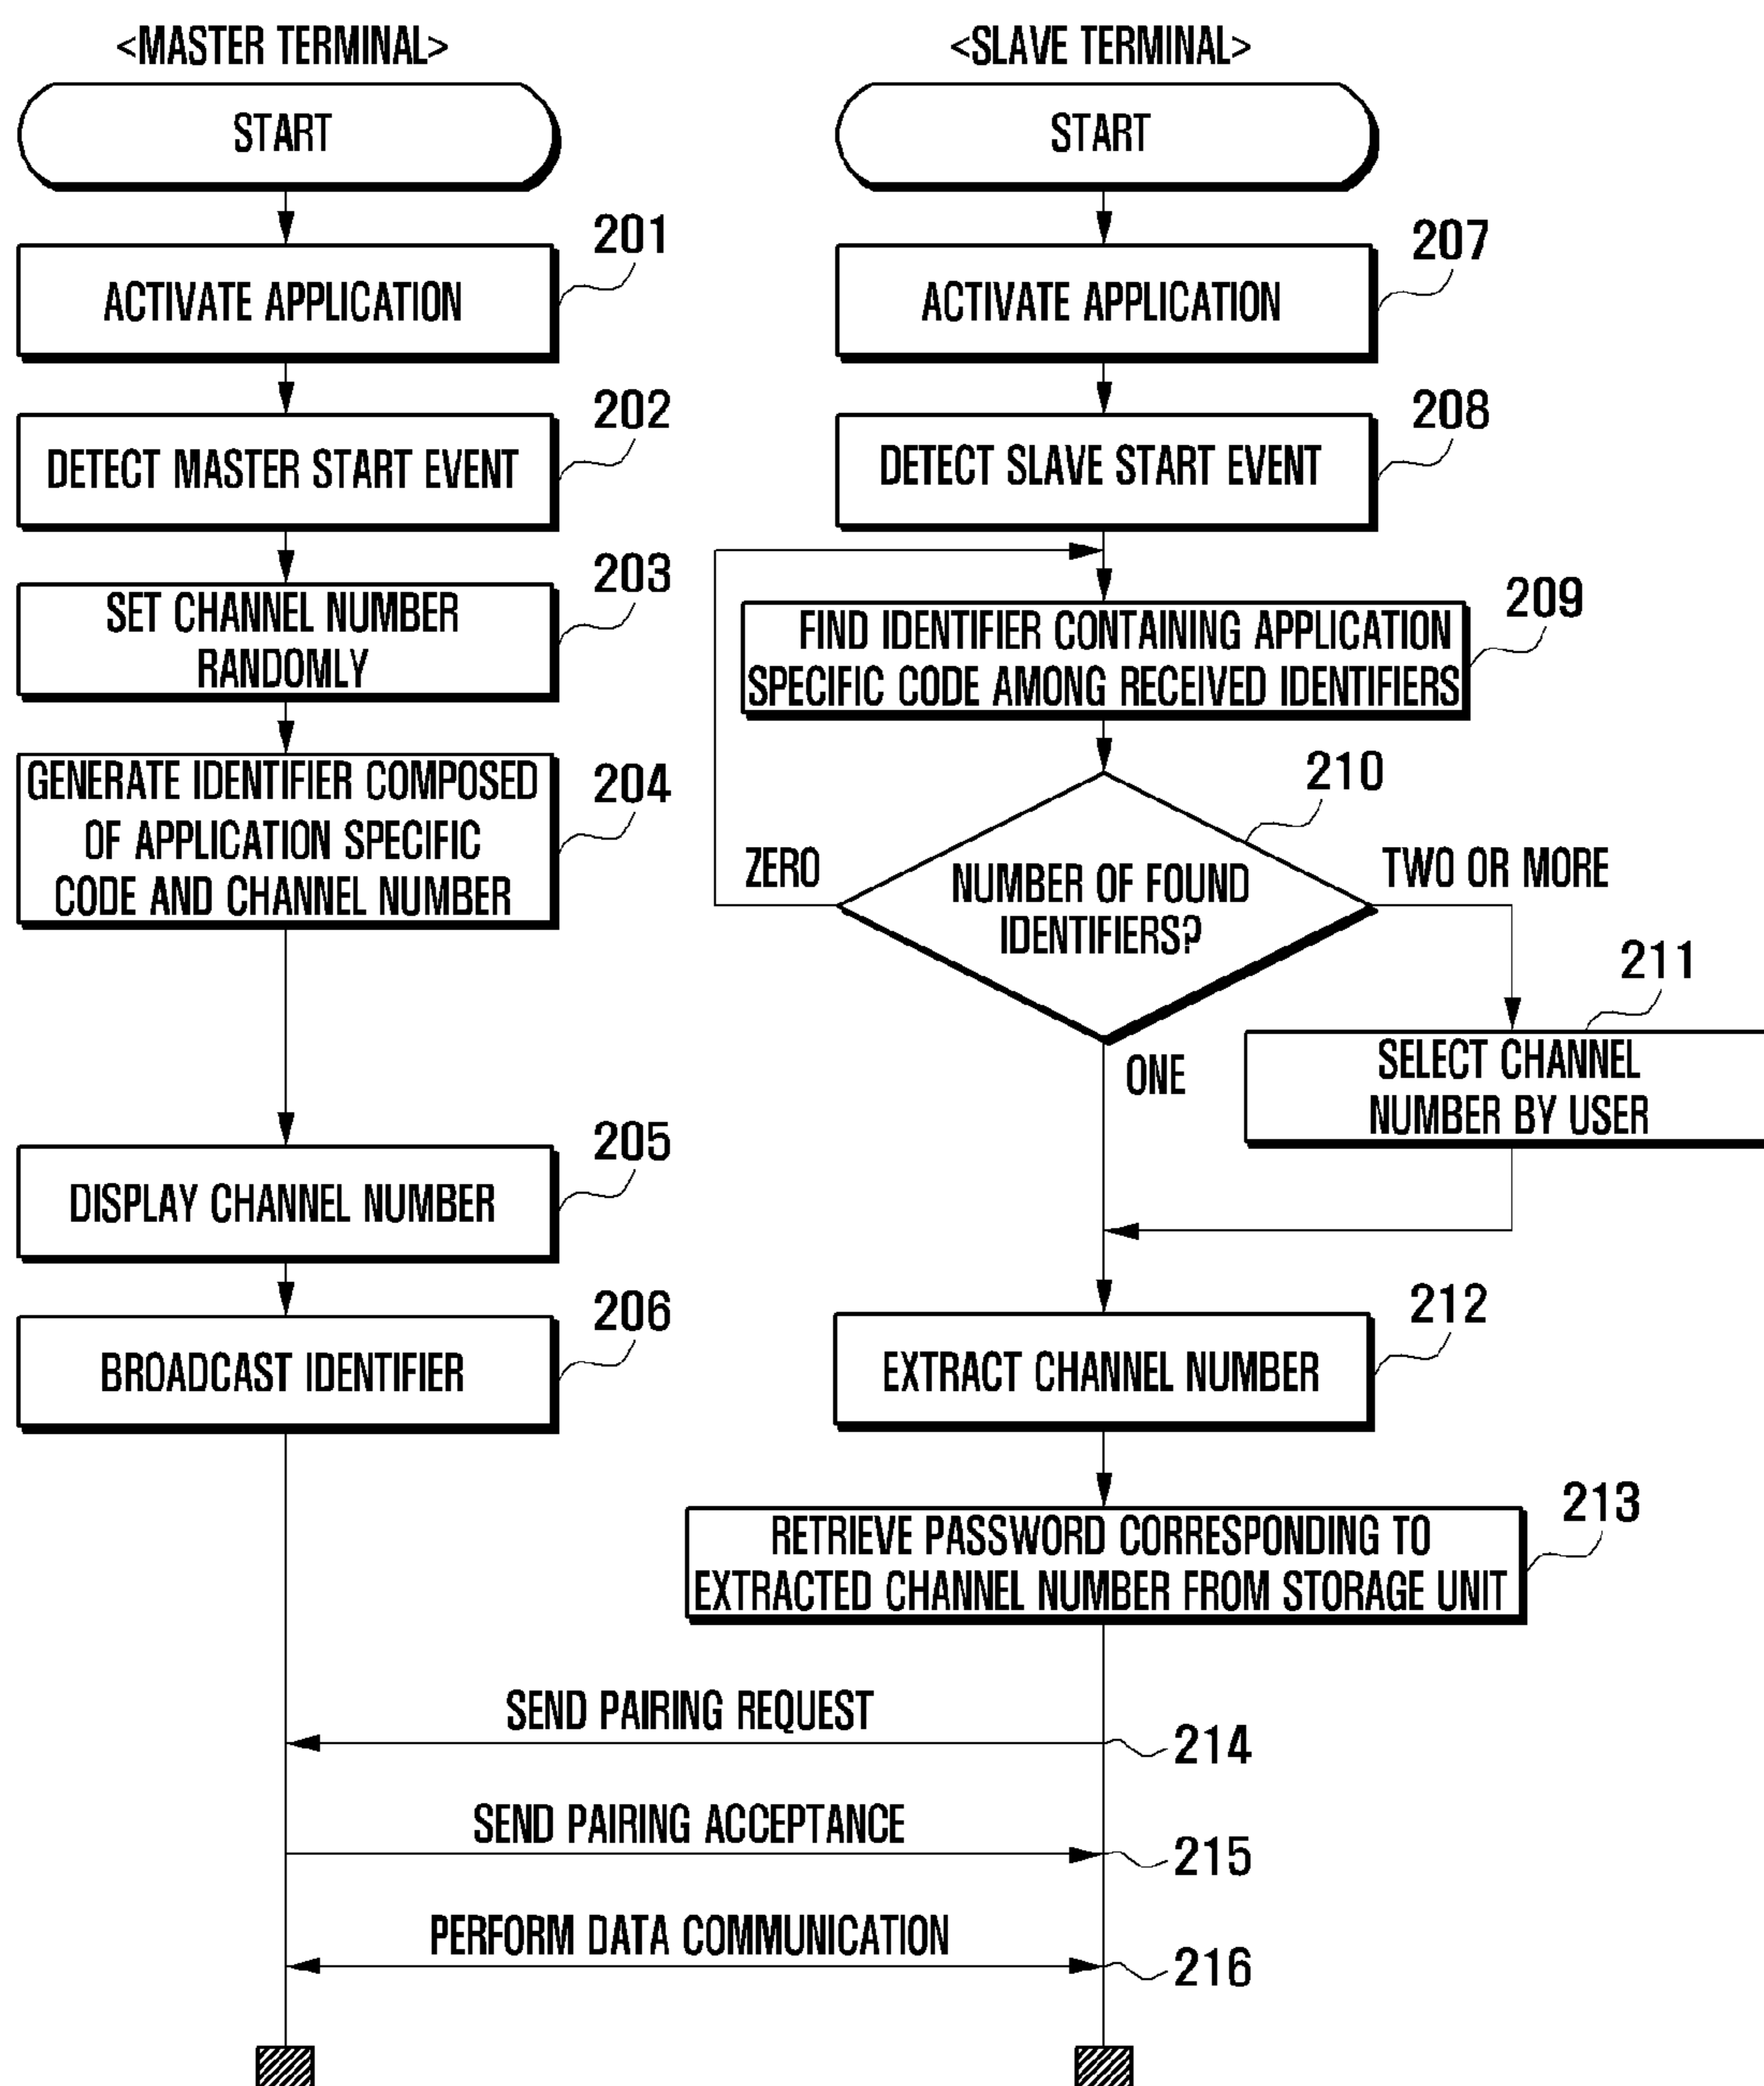 <MASTER TERMINAL>
START
201
ACTIVATE APPLICATION
202
DETECT MASTER START EVENT
203
SET CHANNEL NUMBER
RANDOMLY
204
GENERATE IDENTIFIER COMPOSED
OF APPLICATION SPECIFIC
CODE AND CHANNEL NUMBER
205
DISPLAY CHANNEL NUMBER
206
BROADCAST IDENTIFIER
<SLAVE TERMINAL>
START
207
ACTIVATE APPLICATION
208
DETECT SLAVE START EVENT
209
FIND IDENTIFIER CONTAINING APPLICATION
SPECIFIC CODE AMONG RECEIVED IDENTIFIERS
210
NUMBER OF FOUND
IDENTIFIERS?
ZERO
TWO OR MORE
ONE
211
SELECT CHANNEL
NUMBER BY USER
212
EXTRACT CHANNEL NUMBER
213
RETRIEVE PASSWORD CORRESPONDING TO
EXTRACTED CHANNEL NUMBER FROM STORAGE UNIT
SEND PAIRING REQUEST
214
SEND PAIRING ACCEPTANCE
215
PERFORM DATA COMMUNICATION
216